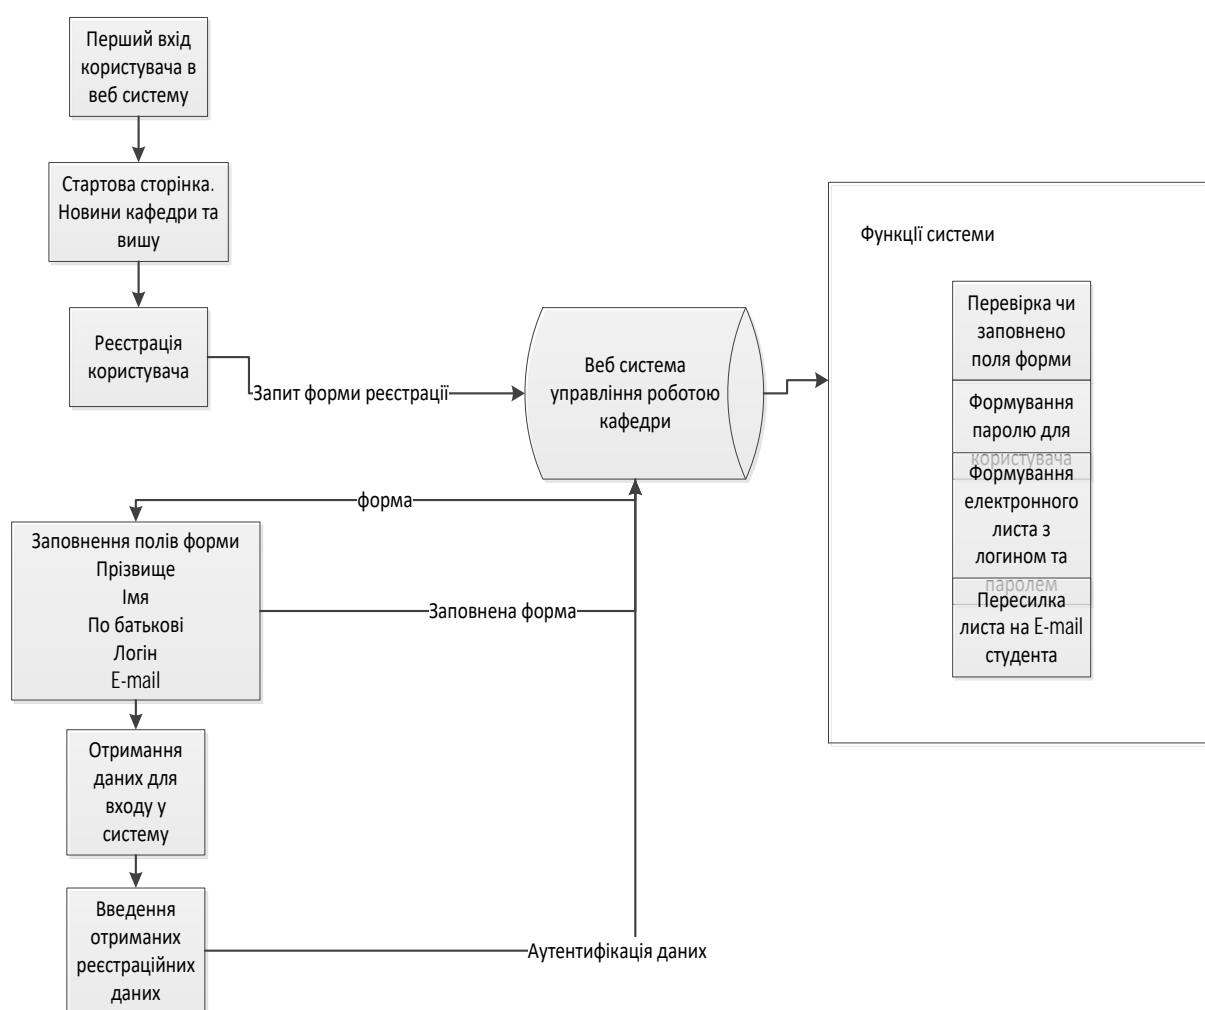 Перший вхід
користувача в
веб систему
Стартова сторінка.
Новини кафедри та
вишу
Реєстрація
користувача
Запит форми реєстрації
Веб система
управління роботою
кафедри
форма
Заповнення полів форми
Прізвище
Імя
По батькові
Логін
E-mail
Заповнена форма
Отримання
даних для
входу у
систему
Введення
отриманих
реєстраційних
даних
Аутентифікація даних
ФункцІї системи
Перевірка чи
заповнено
поля форми
Формування
паролю для
користувача
Формування
електронного
листа з
логином та
паролем
Пересилка
листа на E-mail
студента